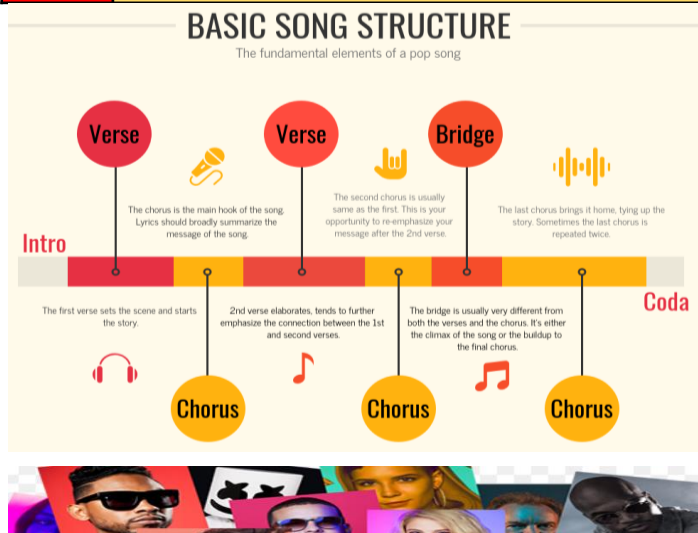 BASIC SONG STRUCTURE
The fundamental elements of a pop song
Verse
Verse
Bridge
The chorus is the main hook of the song.
Lyrics should broadly summarize the
message of the song.
The second chorus is usually
same as the first. This is your
opportunity to re-emphasize your
message after the 2nd verse.
The last chorus brings it home, tying up the
story. Sometimes the last chorus is
repeated twice.
Intro
Coda
The first verse sets the scene and starts
the story.
2nd verse elaborates, tends to further
emphasize the connection between the 1st
and second verses.
The bridge is usually very different from
both the verses and the chorus. It's either
the climax of the song or the buildup to
the final chorus.
Chorus
Chorus
Chorus